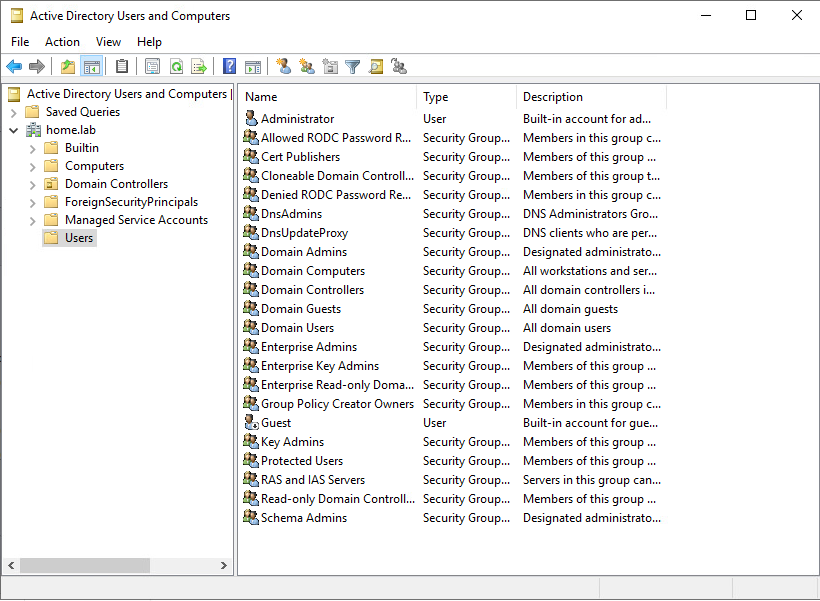 Active Directory Users and Computers
File Action View Help
Active Directory Users and Computers
Saved Queries
home.lab
Builtin
Computers
Domain Controllers
ForeignSecurityPrincipals
Managed Service Accounts
Users
Name Type Description
Administrator User Built-in account for ad...
Allowed RODC Password R... Security Group... Members in this group c...
Cert Publishers Security Group... Members of this group ...
Cloneable Domain Controll... Security Group... Members of this group t...
Denied RODC Password Re... Security Group... Members in this group c...
DnsAdmins Security Group... DNS Administrators Gro...
DnsUpdateProxy Security Group... DNS clients who are per...
Domain Admins Security Group... Designated administrato...
Domain Computers Security Group... All workstations and ser...
Domain Controllers Security Group... All domain controllers i...
Domain Guests Security Group... All domain guests
Domain Users Security Group... All domain users
Enterprise Admins Security Group... Designated administrato...
Enterprise Key Admins Security Group... Members of this group ...
Enterprise Read-only Doma... Security Group... Members of this group ...
Group Policy Creator Owners Security Group... Members in this group c...
Guest User Built-in account for gue...
Key Admins Security Group... Members of this group ...
Protected Users Security Group... Members of this group ...
RAS and IAS Servers Security Group... Servers in this group can...
Read-only Domain Controll... Security Group... Members of this group ...
Schema Admins Security Group... Designated administrato...